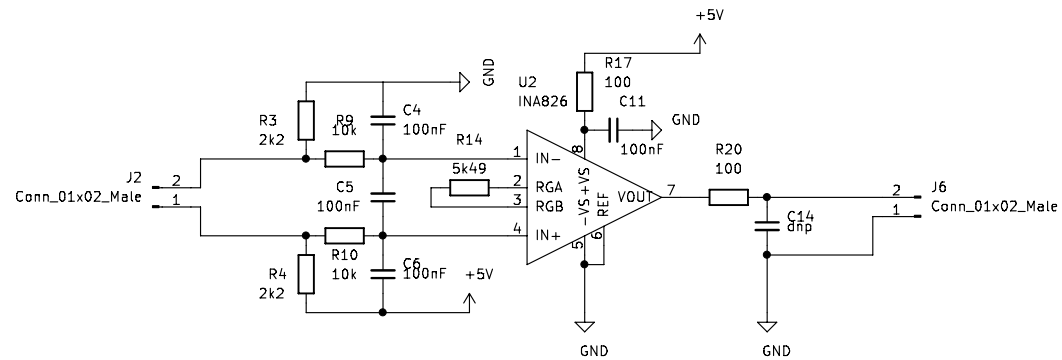 +5V
GND
R17
100
U2
INA826
C11
GND
100nF
R3
2k2
R9
10k
C4
100nF
R14
5k49
8
1
IN-
+VS
R20
100
J2
Conn_01x02_Male
2
1
C5
100nF
2
RGA
3
RGB
-VS
REF
VOUT
7
2
1
J6
Conn_01x02_Male
4
IN+
5
6
C14
dnp
R10
10k
C6
100nF
R4
2k2
+5V
GND
GND